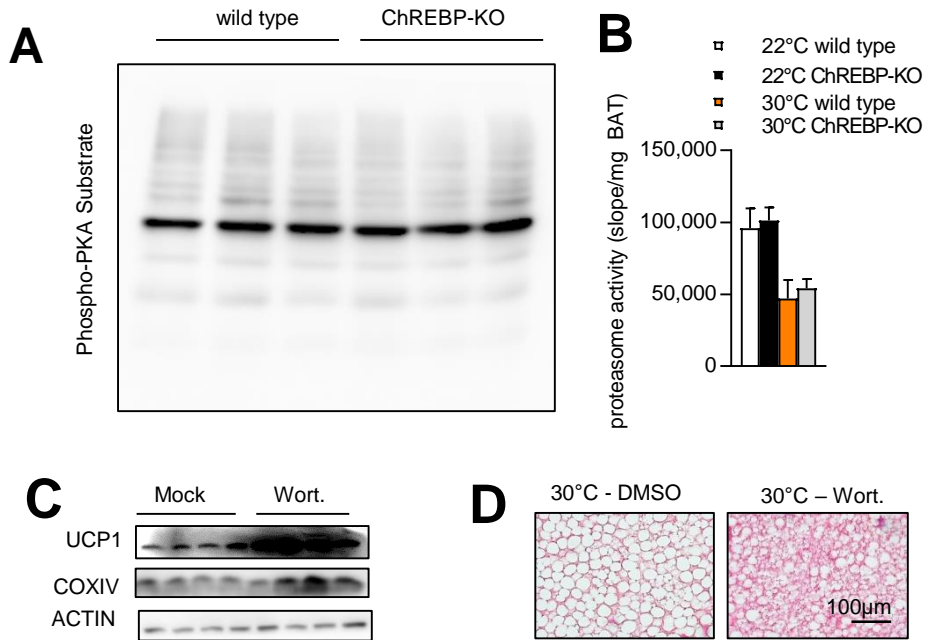 A
wild type
ChREBP-KO
Phospho-PKA Substrate
B
22°C wild type
22°C ChREBP-KO
30°C wild type
30°C ChREBP-KO
proteasome activity (slope/mg BAT)
150,000
100,000
50,000
0
C
Mock
Wort.
UCP1
COXIV
ACTIN
D
30°C - DMSO
30°C – Wort.
100µm